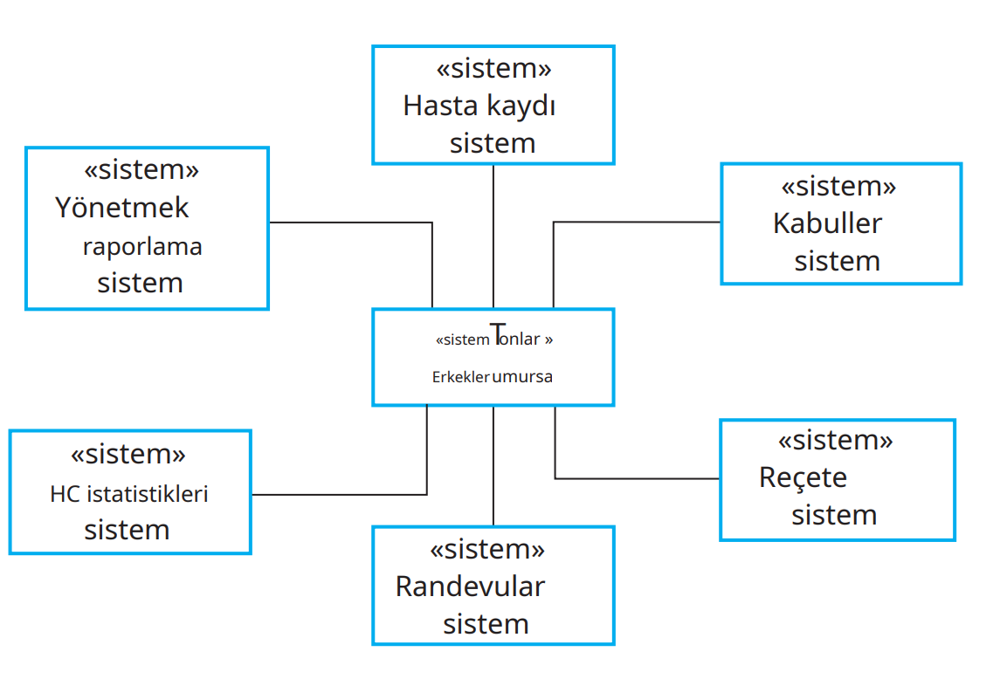 «sistem»
Hasta kaydı
sistem
«sistem»
Yönetmek
raporlama
sistem
«sistem»
Kabuller
sistem
«sistem Tonlar »
Erkekler umursa
«sistem»
HC istatistikleri
sistem
«sistem»
Reçete
sistem
«sistem»
Randevular
sistem